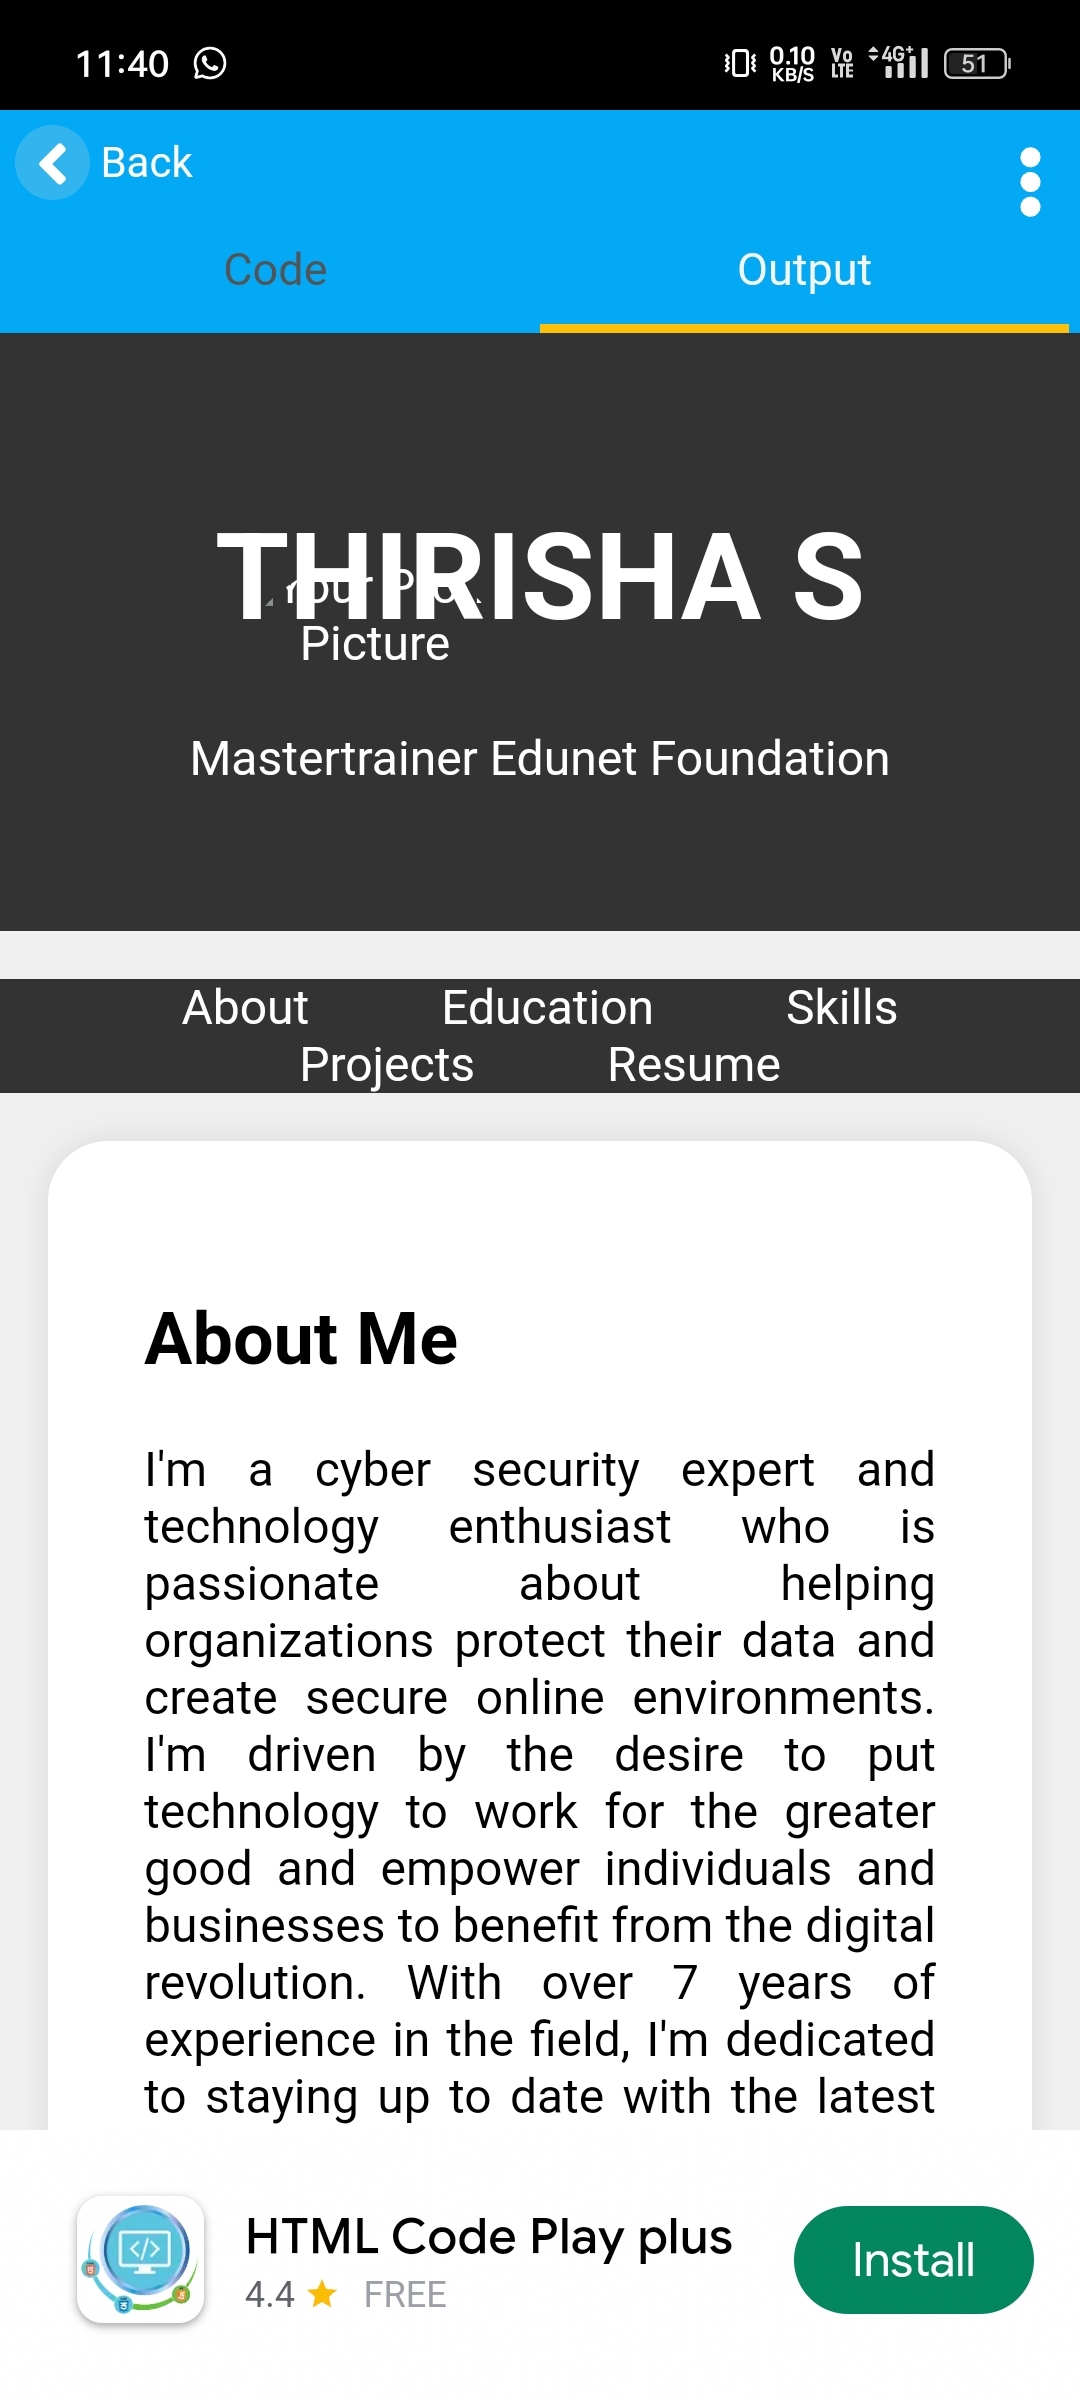 11:40
0.10 KB/S Vo LTE 4G+ 51
Back
Code Output
THIRISHA S
Your
Picture
Mastertrainer Edunet Foundation
About Education Skills
Projects Resume
About Me
I'm a cyber security expert and
technology enthusiast who is
passionate about helping
organizations protect their data and
create secure online environments.
I'm driven by the desire to put
technology to work for the greater
good and empower individuals and
businesses to benefit from the digital
revolution. With over 7 years of
experience in the field, I'm dedicated
to staying up to date with the latest
HTML Code Play plus
4.4 FREE
Install